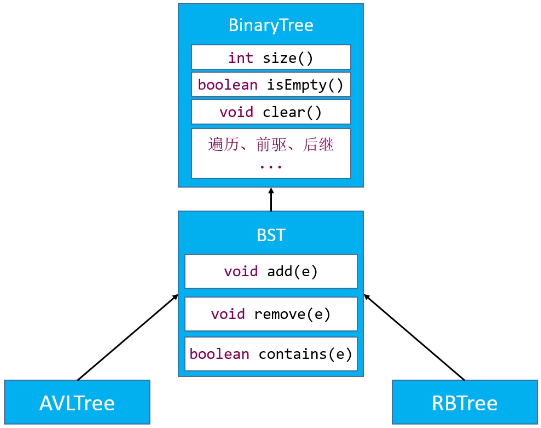 BinaryTree
int size()
boolean isEmpty()
void clear()
遍历、前驱、后继
...
BST
void add(e)
void remove(e)
boolean contains(e)
AVLTree
RBTree